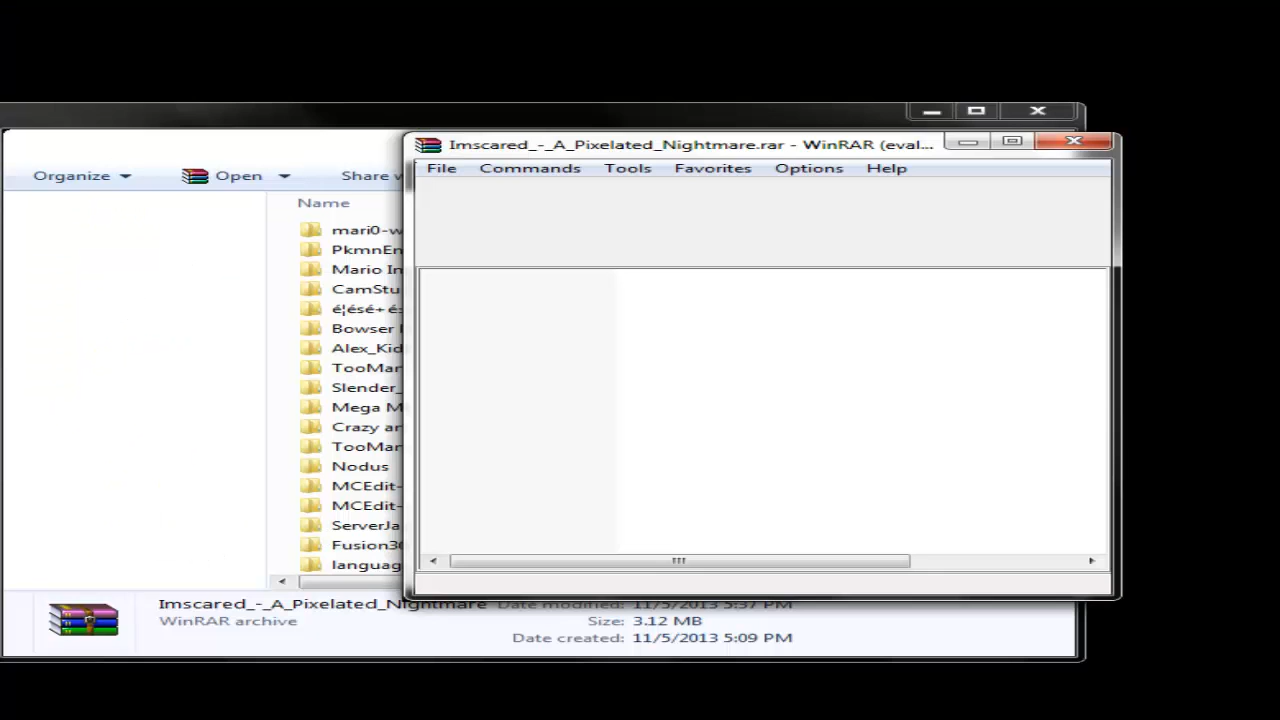 Imscared_-_A_Pixelated_Nightmare.rar - WinRAR (eval...
File Commands Tools Favorites Options Help
Organize Open Share
Name
mari0-w
PkmnEn
Mario In
CamStu
Bowser
Alex_Kid
TooMan
Slender_
Mega M
Crazy ar
TooMan
Nodus
MCEdit-
MCEdit-
ServerJa
Fusion3
languag
Imscared_-_A_Pixelated_Nightmare Date modified: 11/5/2013 5:37 PM
WinRAR archive Size: 3.12 MB
Date created: 11/5/2013 5:09 PM